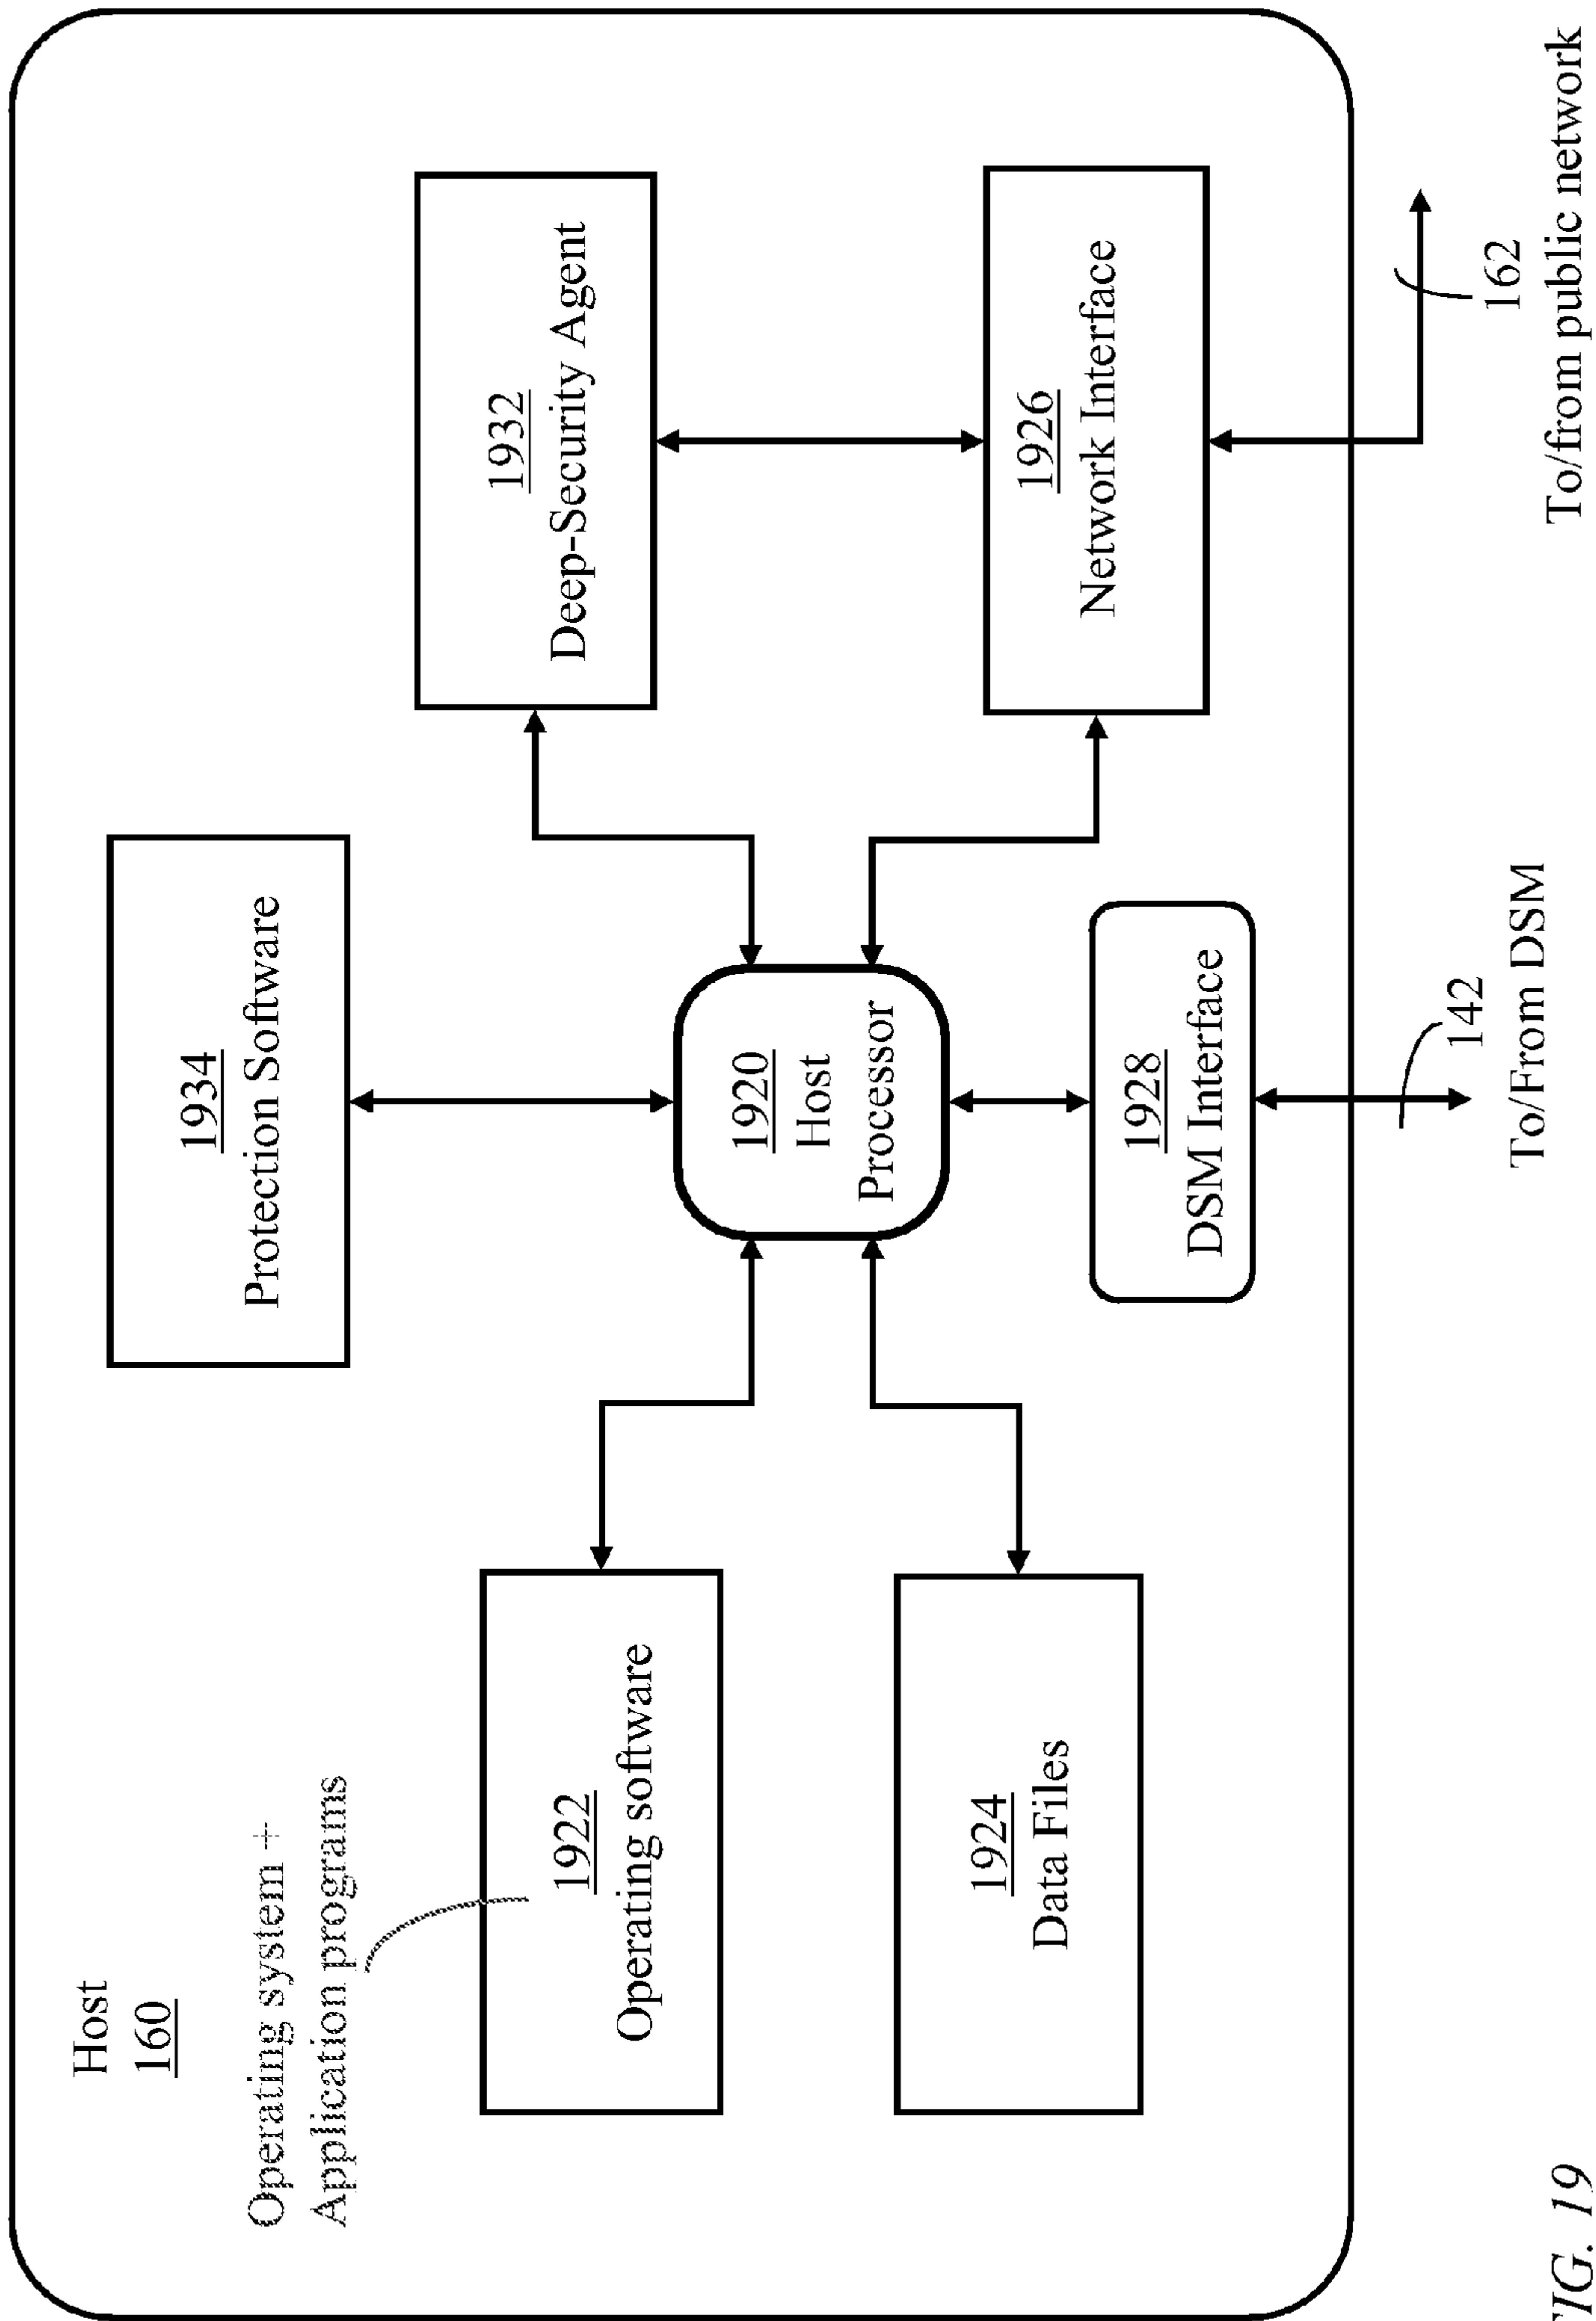 Host
160
Operating system +
Application programs
1934
Protection Software
1922
Operating software
1932
Deep-Security Agent
1920
Host
Processor
1924
Data Files
1928
DSM Interface
1926
Network Interface
142
To/From DSM
162
To/from public network
FIG. 19